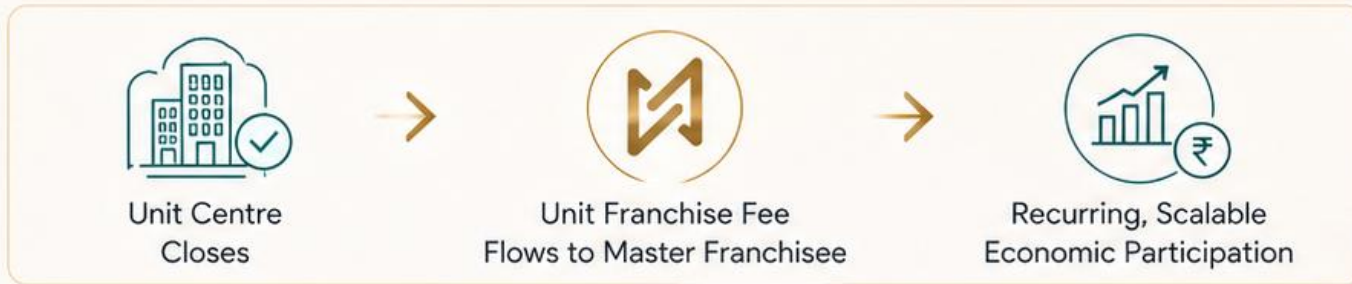 Unit Centre
Closes
Unit Franchise Fee
Flows to Master Franchisee
₹
Recurring, Scalable
Economic Participation